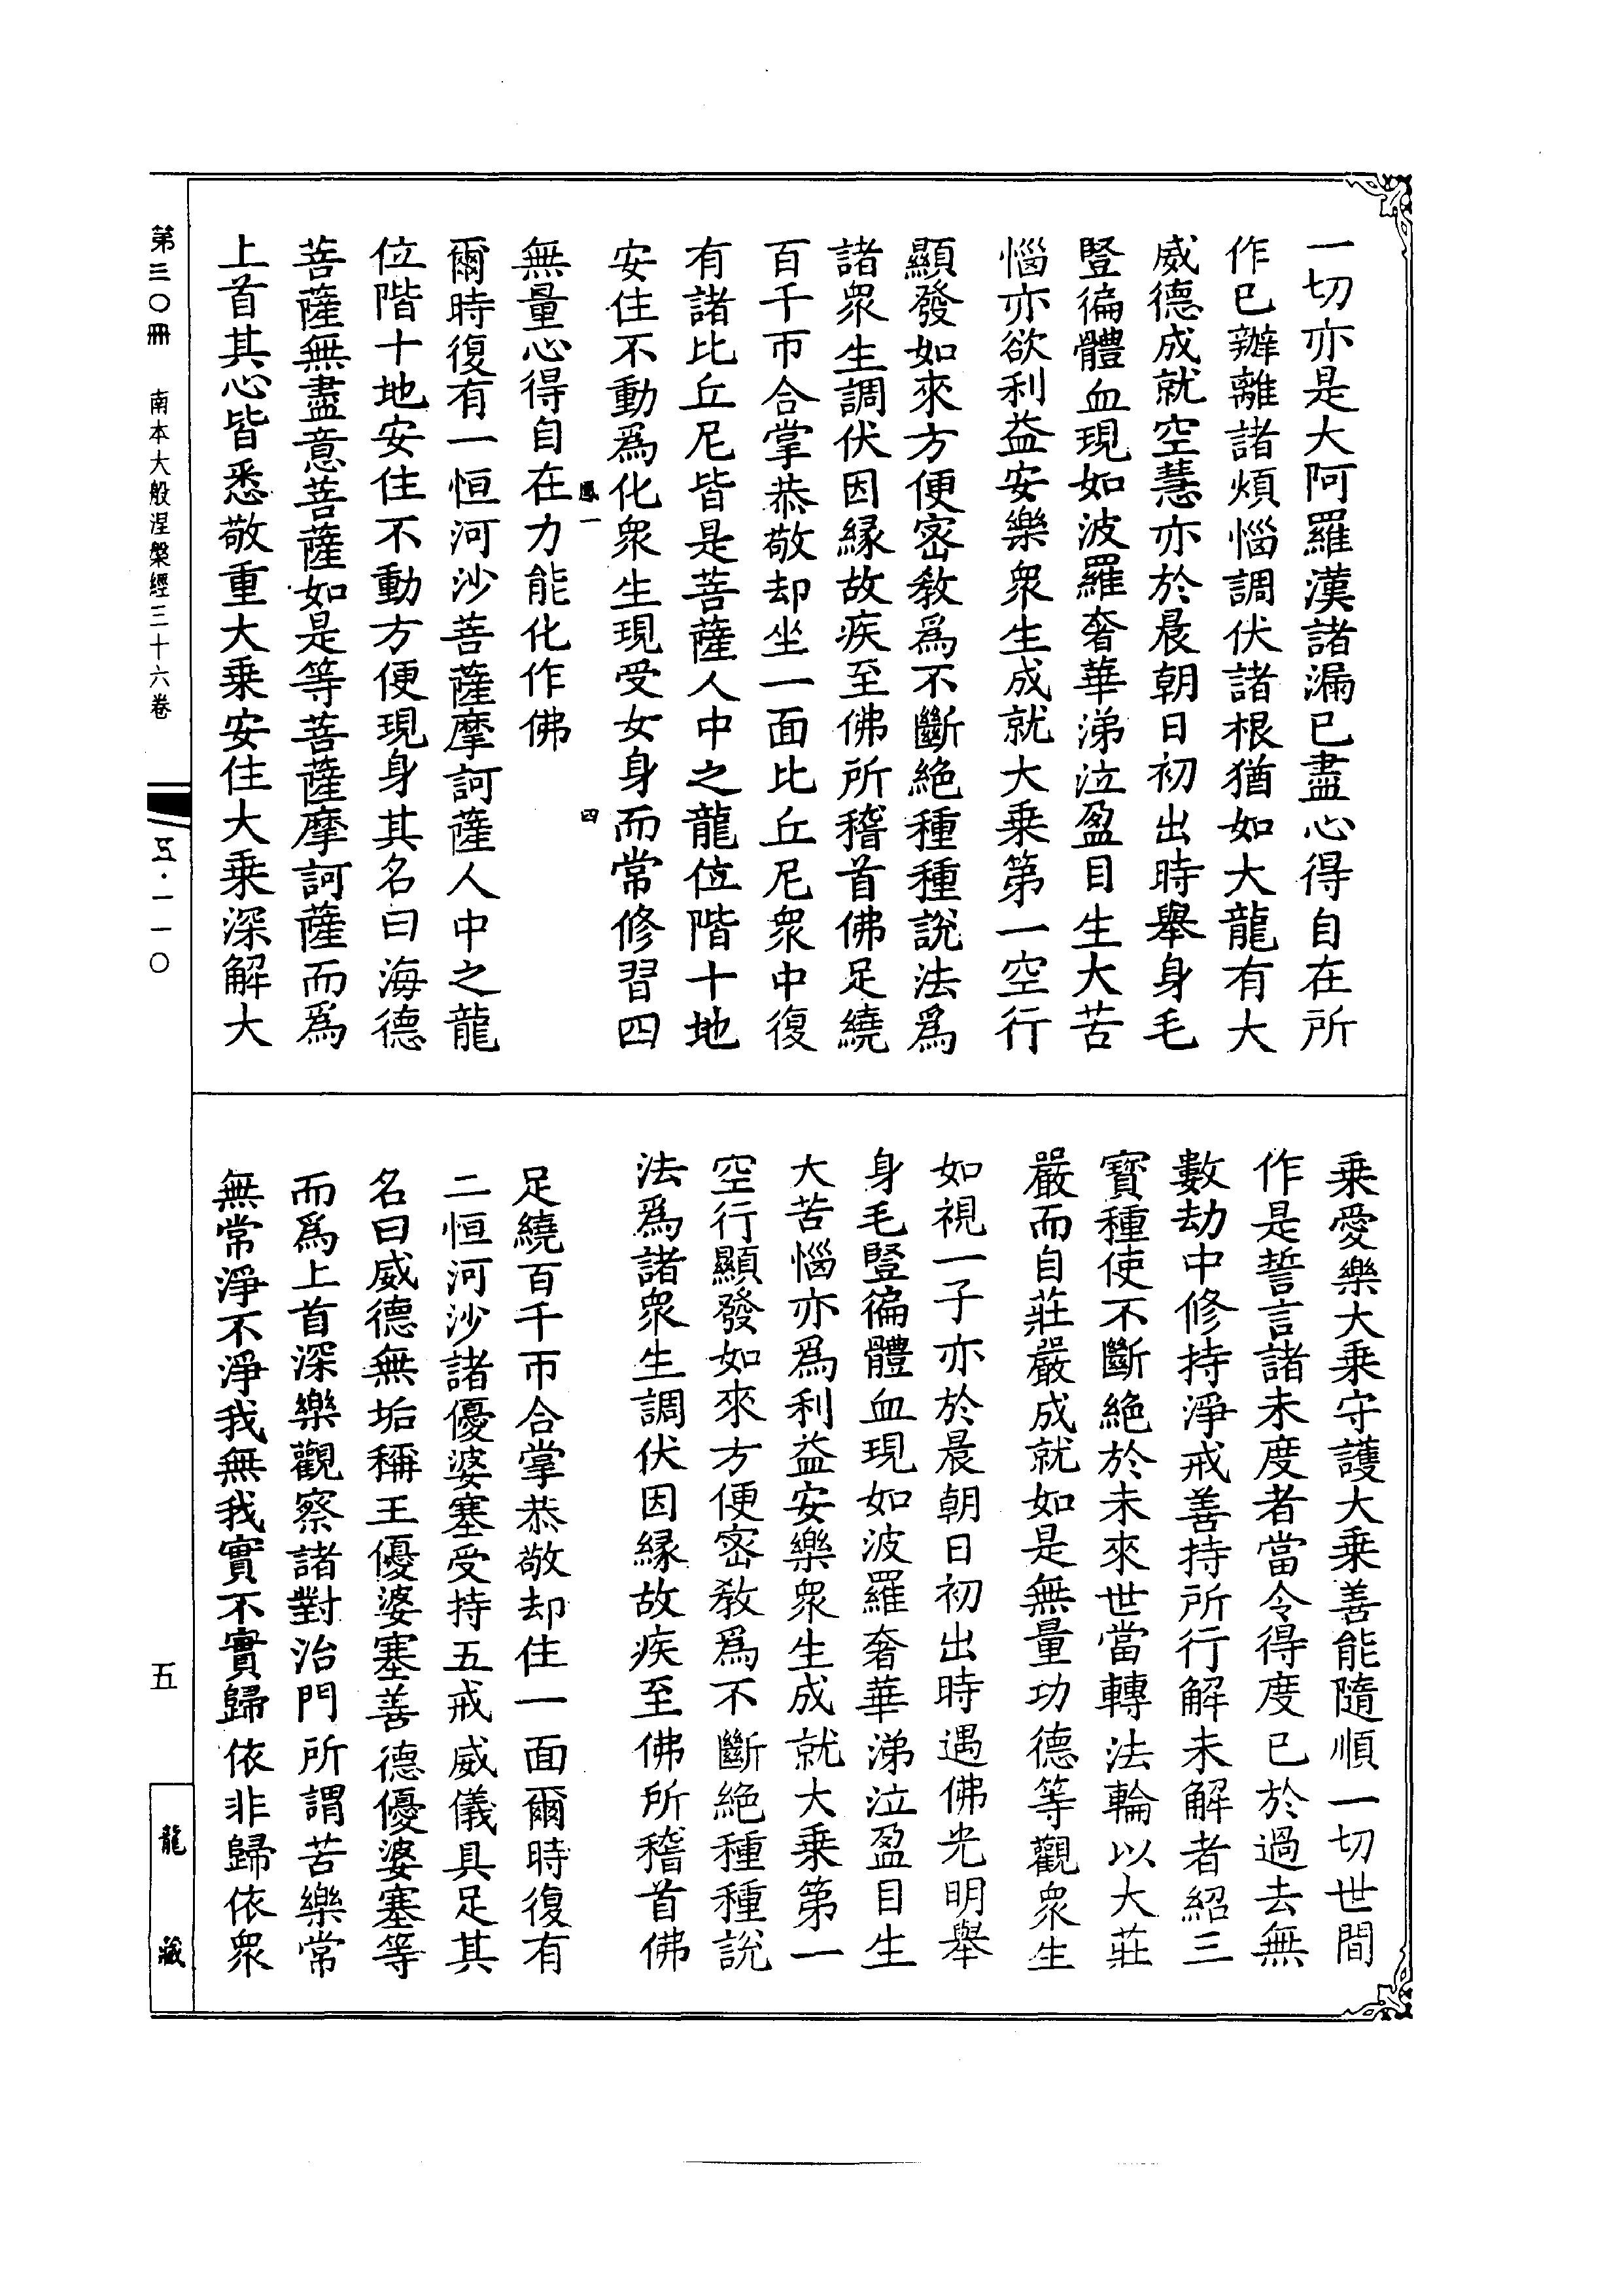 一切亦是大阿羅漢諸漏已盡心得自在所
作已辦離諸煩惱調伏諸根猶如大龍有大
威德成就空慧亦於晨朝日初出時舉身毛
豎徧體血現如波羅奢華涕泣盈目生大苦
惱亦欲利益安樂衆生成就大乗第一空行
顯發如來方便密教爲不斷絶種種說法爲
諸衆生調伏因縁故疾至佛所稽首佛足繞
百千帀合掌恭敬却坐一面比丘尼衆中復
有諸比丘尼皆是菩薩人中之龍位階十地
安住不動爲化衆生現受女身而常修習四
鳳一 四
無量心得自在力能化作佛
爾時復有一恒河沙菩薩摩訶薩人中之龍
位階十地安住不動方便現身其名曰海德
菩薩無盡意菩薩如是等菩薩摩訶薩而爲
上首其心皆悉敬重大乗安住大乗深解大
乗愛樂大乗守護大乗善能隨順一切世間
作是誓言諸未度者當令得度已於過去無
數劫中修持淨戒善持所行解未解者紹三
寳種使不斷絶於未來世當轉法輪以大莊
嚴而自莊嚴成就如是無量功德等觀衆生
如視一子亦於晨朝日初出時遇佛光明舉
身毛豎徧體血現如波羅奢華涕泣盈目生
大苦惱亦爲利益安樂衆生成就大乗第一
空行顯發如來方便密教爲不斷絶種種說
法爲諸衆生調伏因縁故疾至佛所稽首佛
足繞百千帀合掌恭敬却住一面爾時復有
二恒河沙諸優婆塞受持五戒威儀具足其
名曰威德無垢稱王優婆塞善德優婆塞等
而爲上首深樂觀察諸對治門所謂苦樂常
無常淨不淨我無我實不實歸依非歸依衆
第三〇冊 南本大般涅槃經三十六卷
五·一一〇
五
龍藏